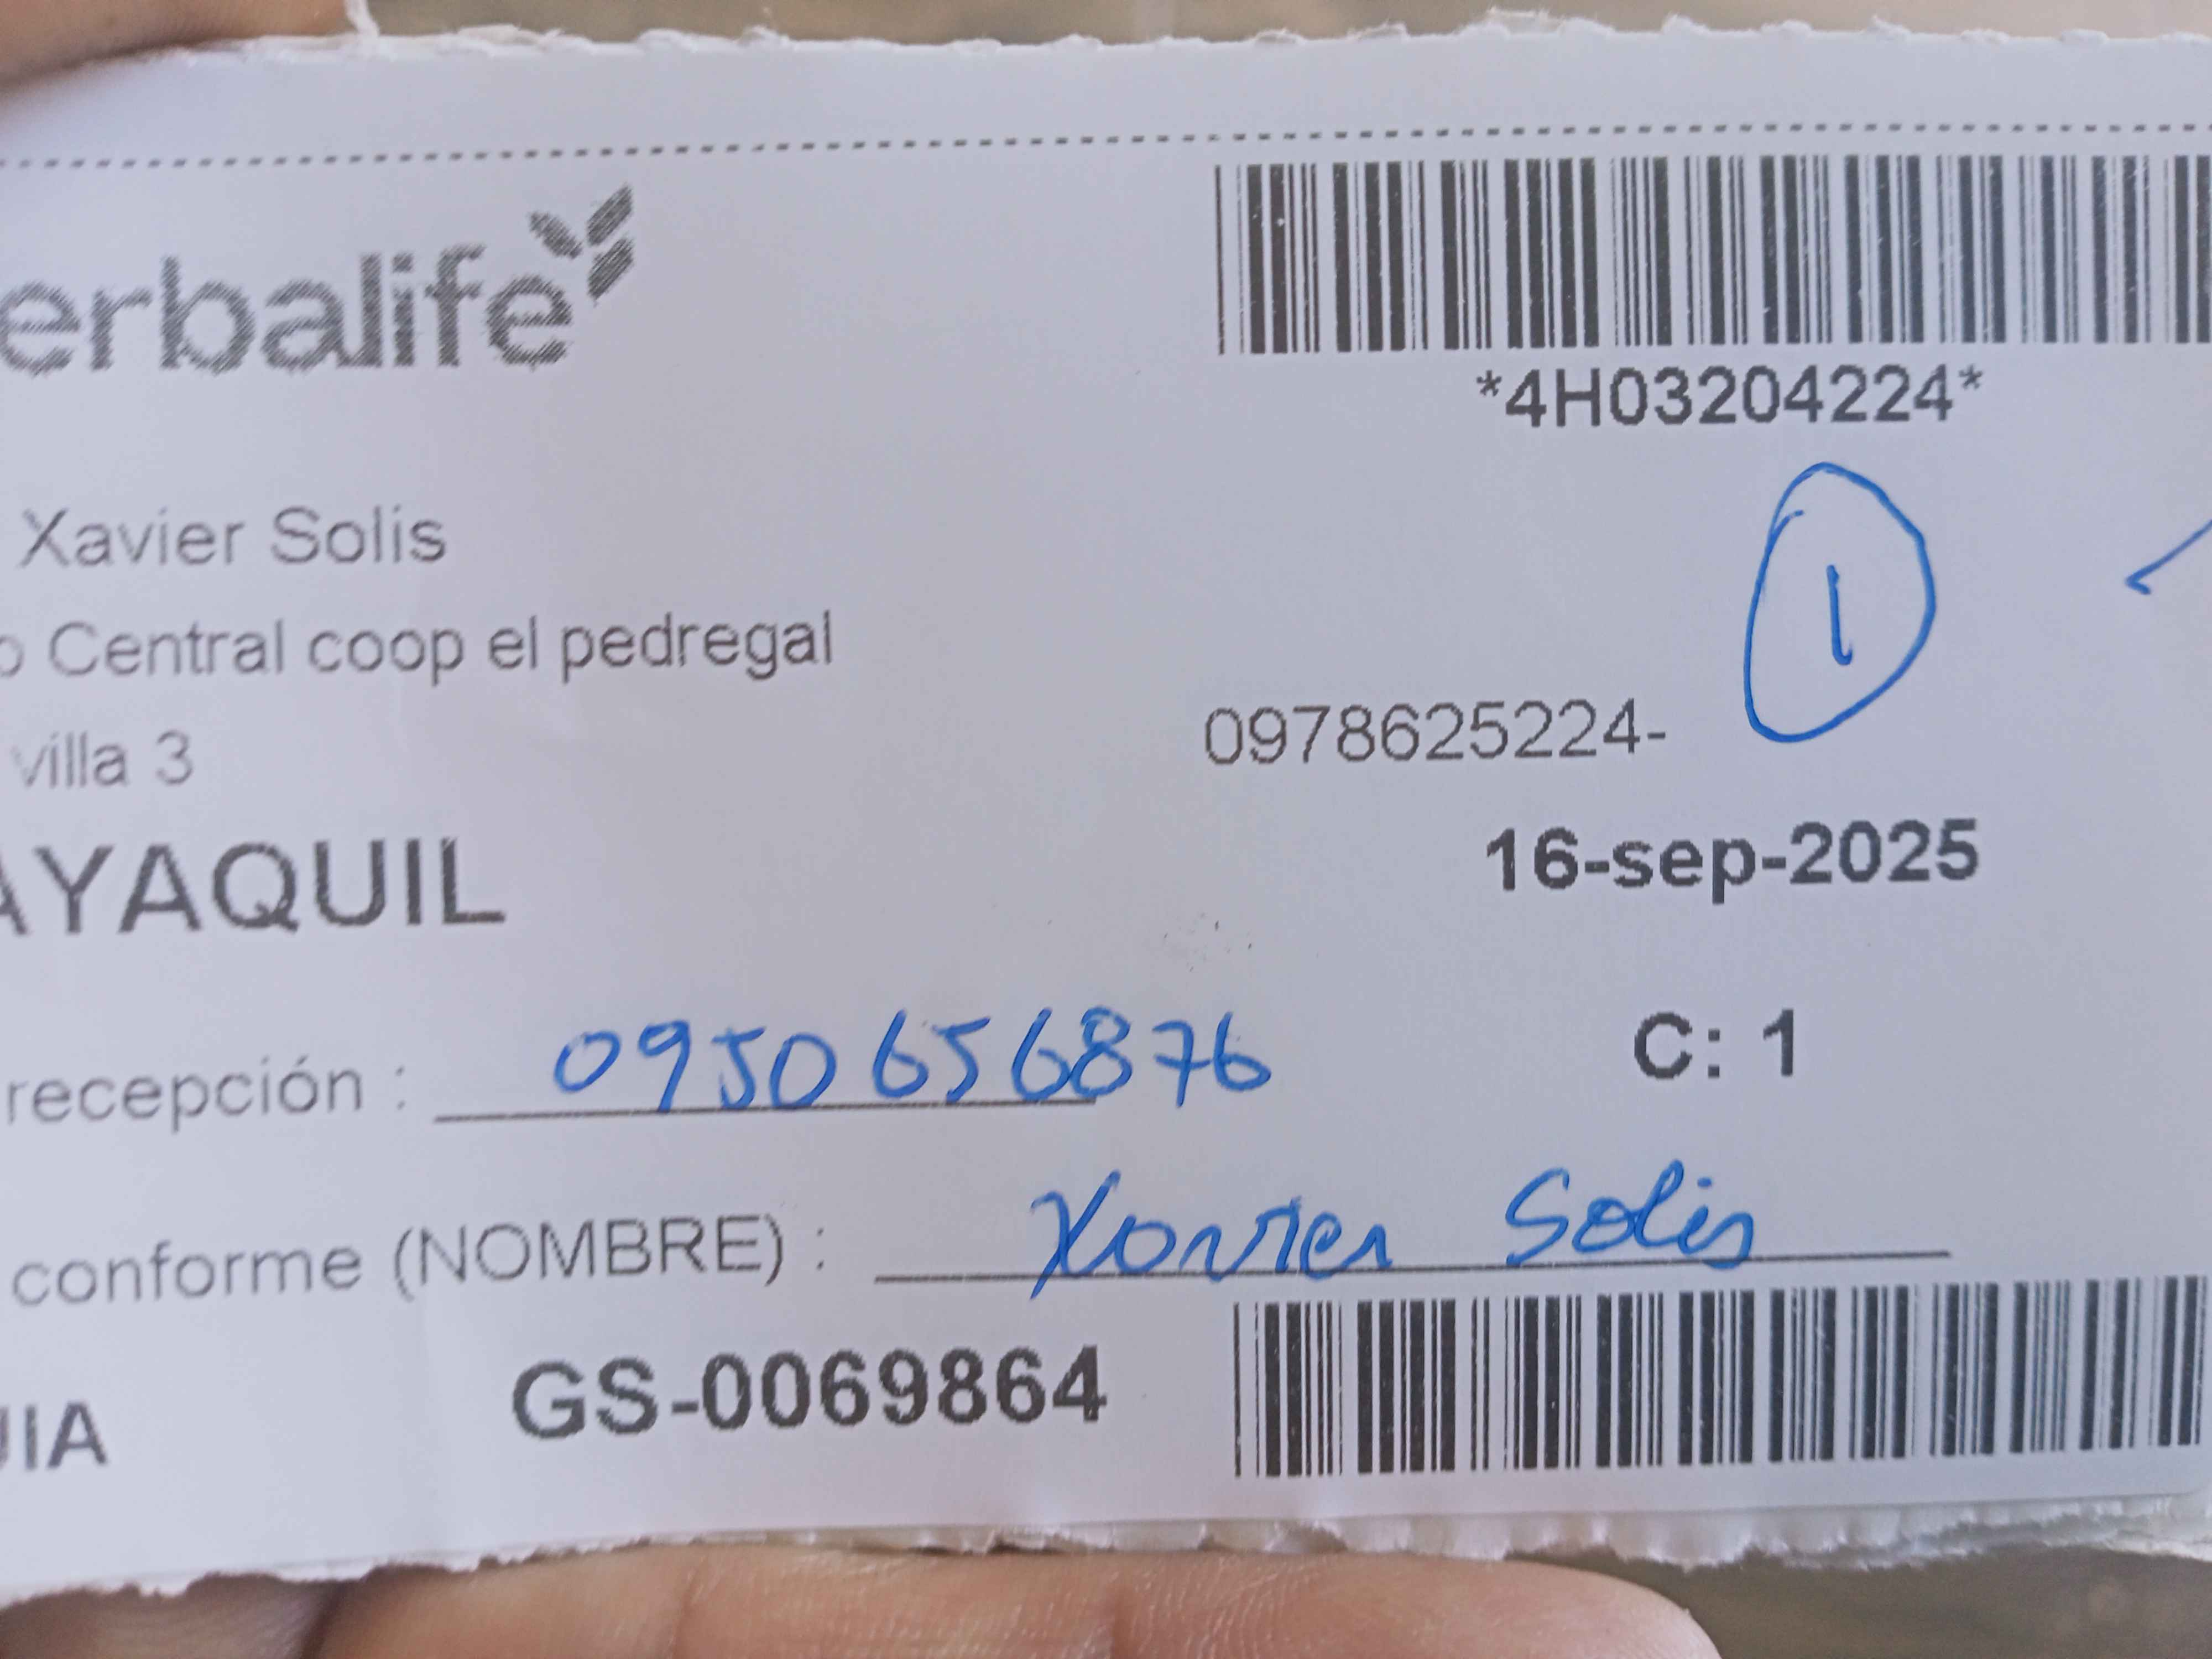 erbalife
*4H03204224*
Xavier Solis
1
o Central coop el pedregal
villa 3
0978625224-
AYAQUIL
16-sep-2025
recepción : 0950656876
C: 1
conforme (NOMBRE) : Xavier Solis
GS-0069864
UIA